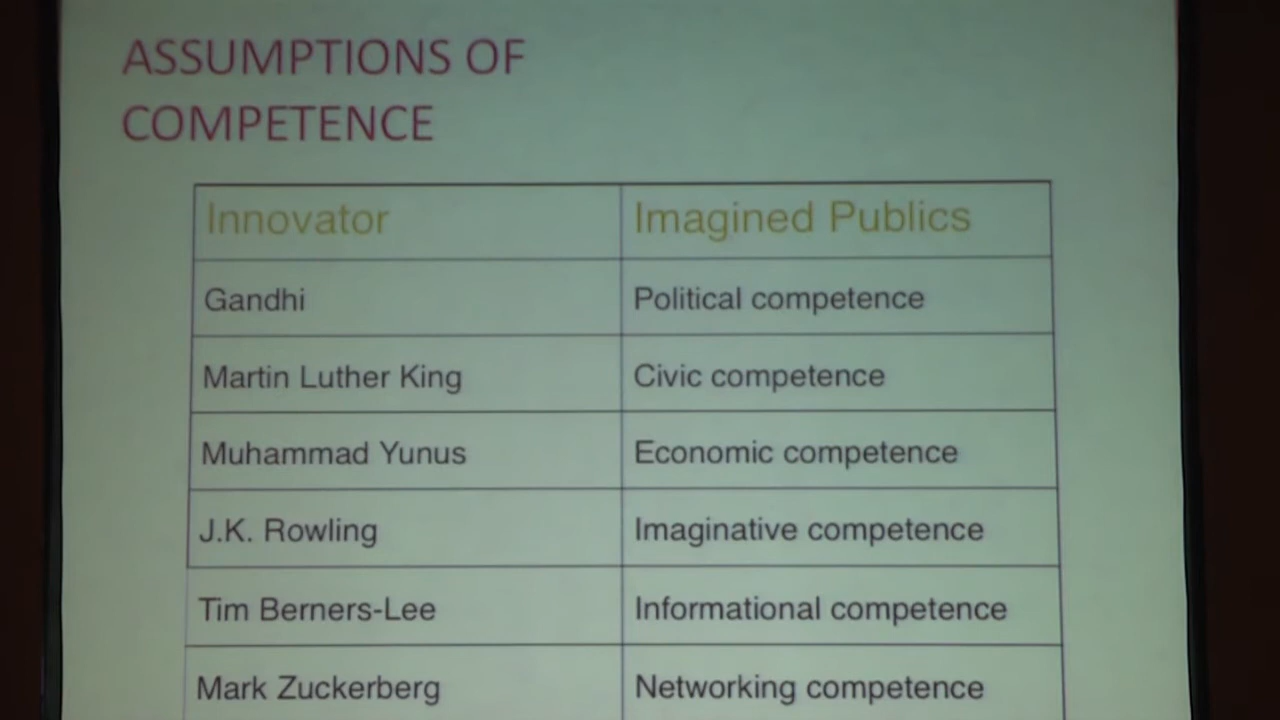 ASSUMPTIONS OF
COMPETENCE
Innovator Imagined Publics
Gandhi Political competence
Martin Luther King Civic competence
Muhammad Yunus Economic competence
J.K. Rowling Imaginative competence
Tim Berners-Lee Informational competence
Mark Zuckerberg Networking competence